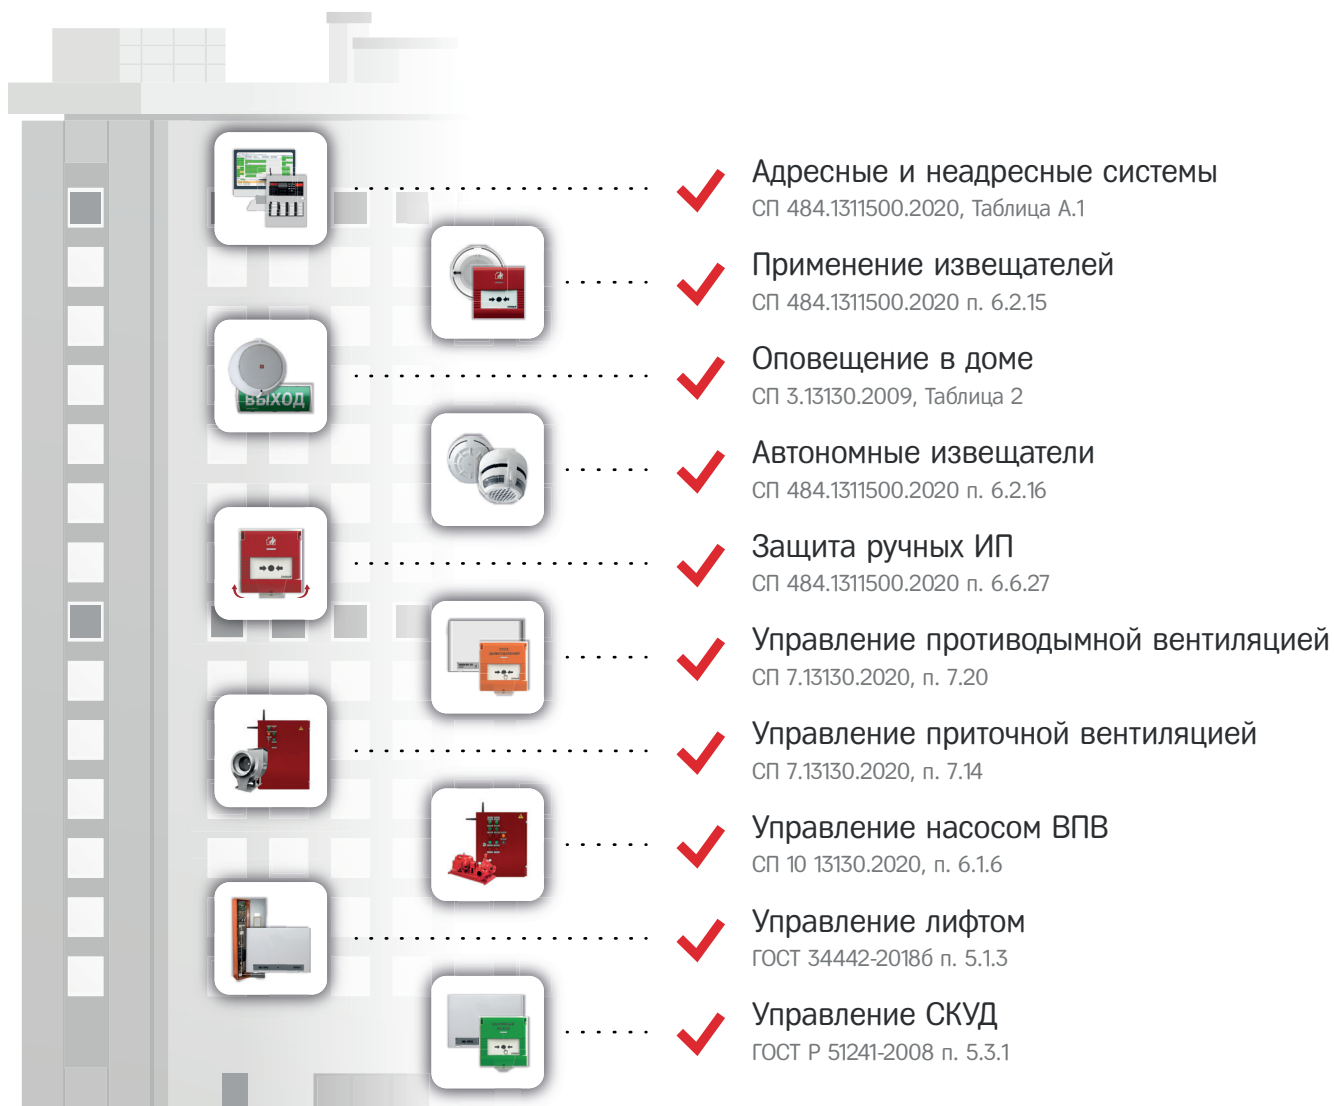 Адресные и неадресные системы
СП 484.1311500.2020, Таблица А.1
Применение извещателей
СП 484.1311500.2020 п. 6.2.15
Оповещение в доме
СП 3.13130.2009, Таблица 2
ВЫХОД
Автономные извещатели
СП 484.1311500.2020 п. 6.2.16
Защита ручных ИП
СП 484.1311500.2020 п. 6.6.27
Управление противодымной вентиляцией
СП 7.13130.2020, п. 7.20
Управление приточной вентиляцией
СП 7.13130.2020, п. 7.14
Управление насосом ВПВ
СП 10 13130.2020, п. 6.1.6
Управление лифтом
ГОСТ 34442-2018б п. 5.1.3
Управление СКУД
ГОСТ Р 51241-2008 п. 5.3.1